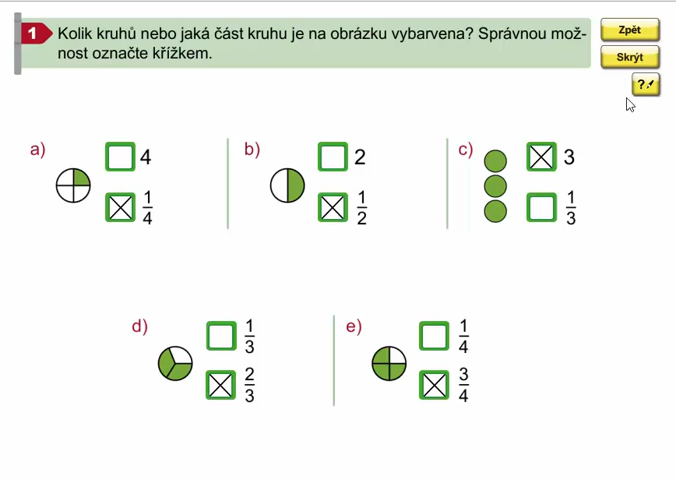 1 Kolik kruhů nebo jaká část kruhu je na obrázku vybarvena? Správnou mož-
nost označte křížkem.
Zpět
Skrýt
?
a) 4
1/4
b) 2
1/2
c) 3
1/3
d) 1/3
2/3
e) 1/4
3/4